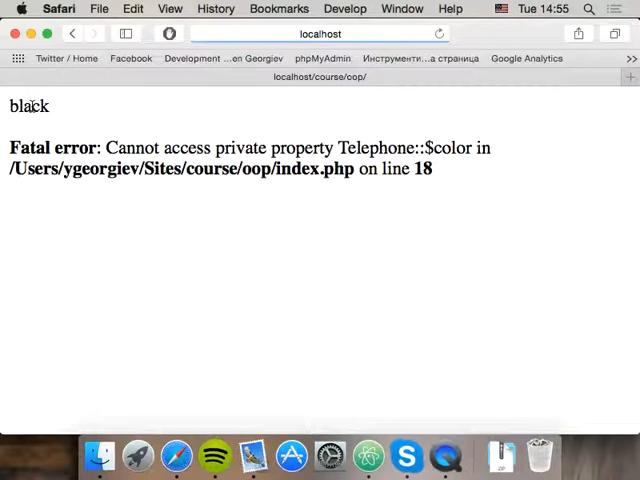 Safari File Edit View History Bookmarks Develop Window Help Tue 14:55
localhost
Twitter / Home Facebook Development ...en Georgiev phpMyAdmin Инструменти...а страница Google Analytics >>
localhost/course/oop/
black
Fatal error: Cannot access private property Telephone::$color in
/Users/ygeorgiev/Sites/course/oop/index.php on line 18
ZIP